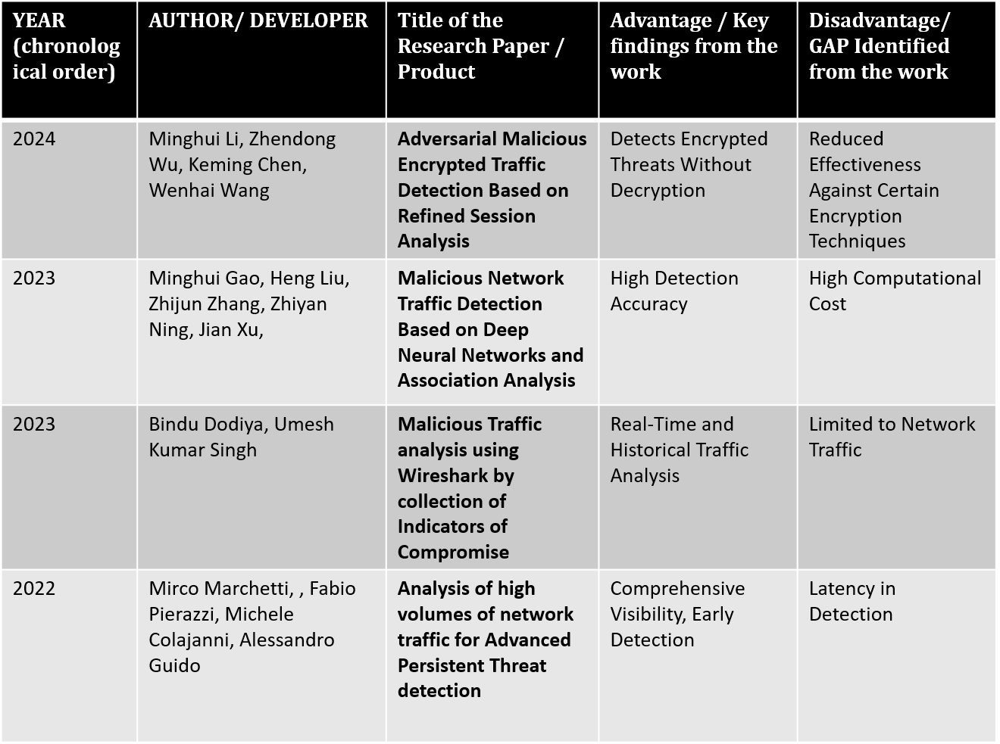 YEAR
(chronolog
ical order)
AUTHOR/ DEVELOPER
Title of the
Research Paper /
Product
Advantage / Key
findings from the
work
Disadvantage/
GAP Identified
from the work
2024
Minghui Li, Zhendong
Wu, Keming Chen,
Wenhai Wang
Adversarial Malicious
Encrypted Traffic
Detection Based on
Refined Session
Analysis
Detects Encrypted
Threats Without
Decryption
Reduced
Effectiveness
Against Certain
Encryption
Techniques
2023
Minghui Gao, Heng Liu,
Zhijun Zhang, Zhiyan
Ning, Jian Xu,
Malicious Network
Traffic Detection
Based on Deep
Neural Networks and
Association Analysis
High Detection
Accuracy
High Computational
Cost
2023
Bindu Dodiya, Umesh
Kumar Singh
Malicious Traffic
analysis using
Wireshark by
collection of
Indicators of
Compromise
Real-Time and
Historical Traffic
Analysis
Limited to Network
Traffic
2022
Mirco Marchetti, , Fabio
Pierazzi, Michele
Colajanni, Alessandro
Guido
Analysis of high
volumes of network
traffic for Advanced
Persistent Threat
detection
Comprehensive
Visibility, Early
Detection
Latency in
Detection